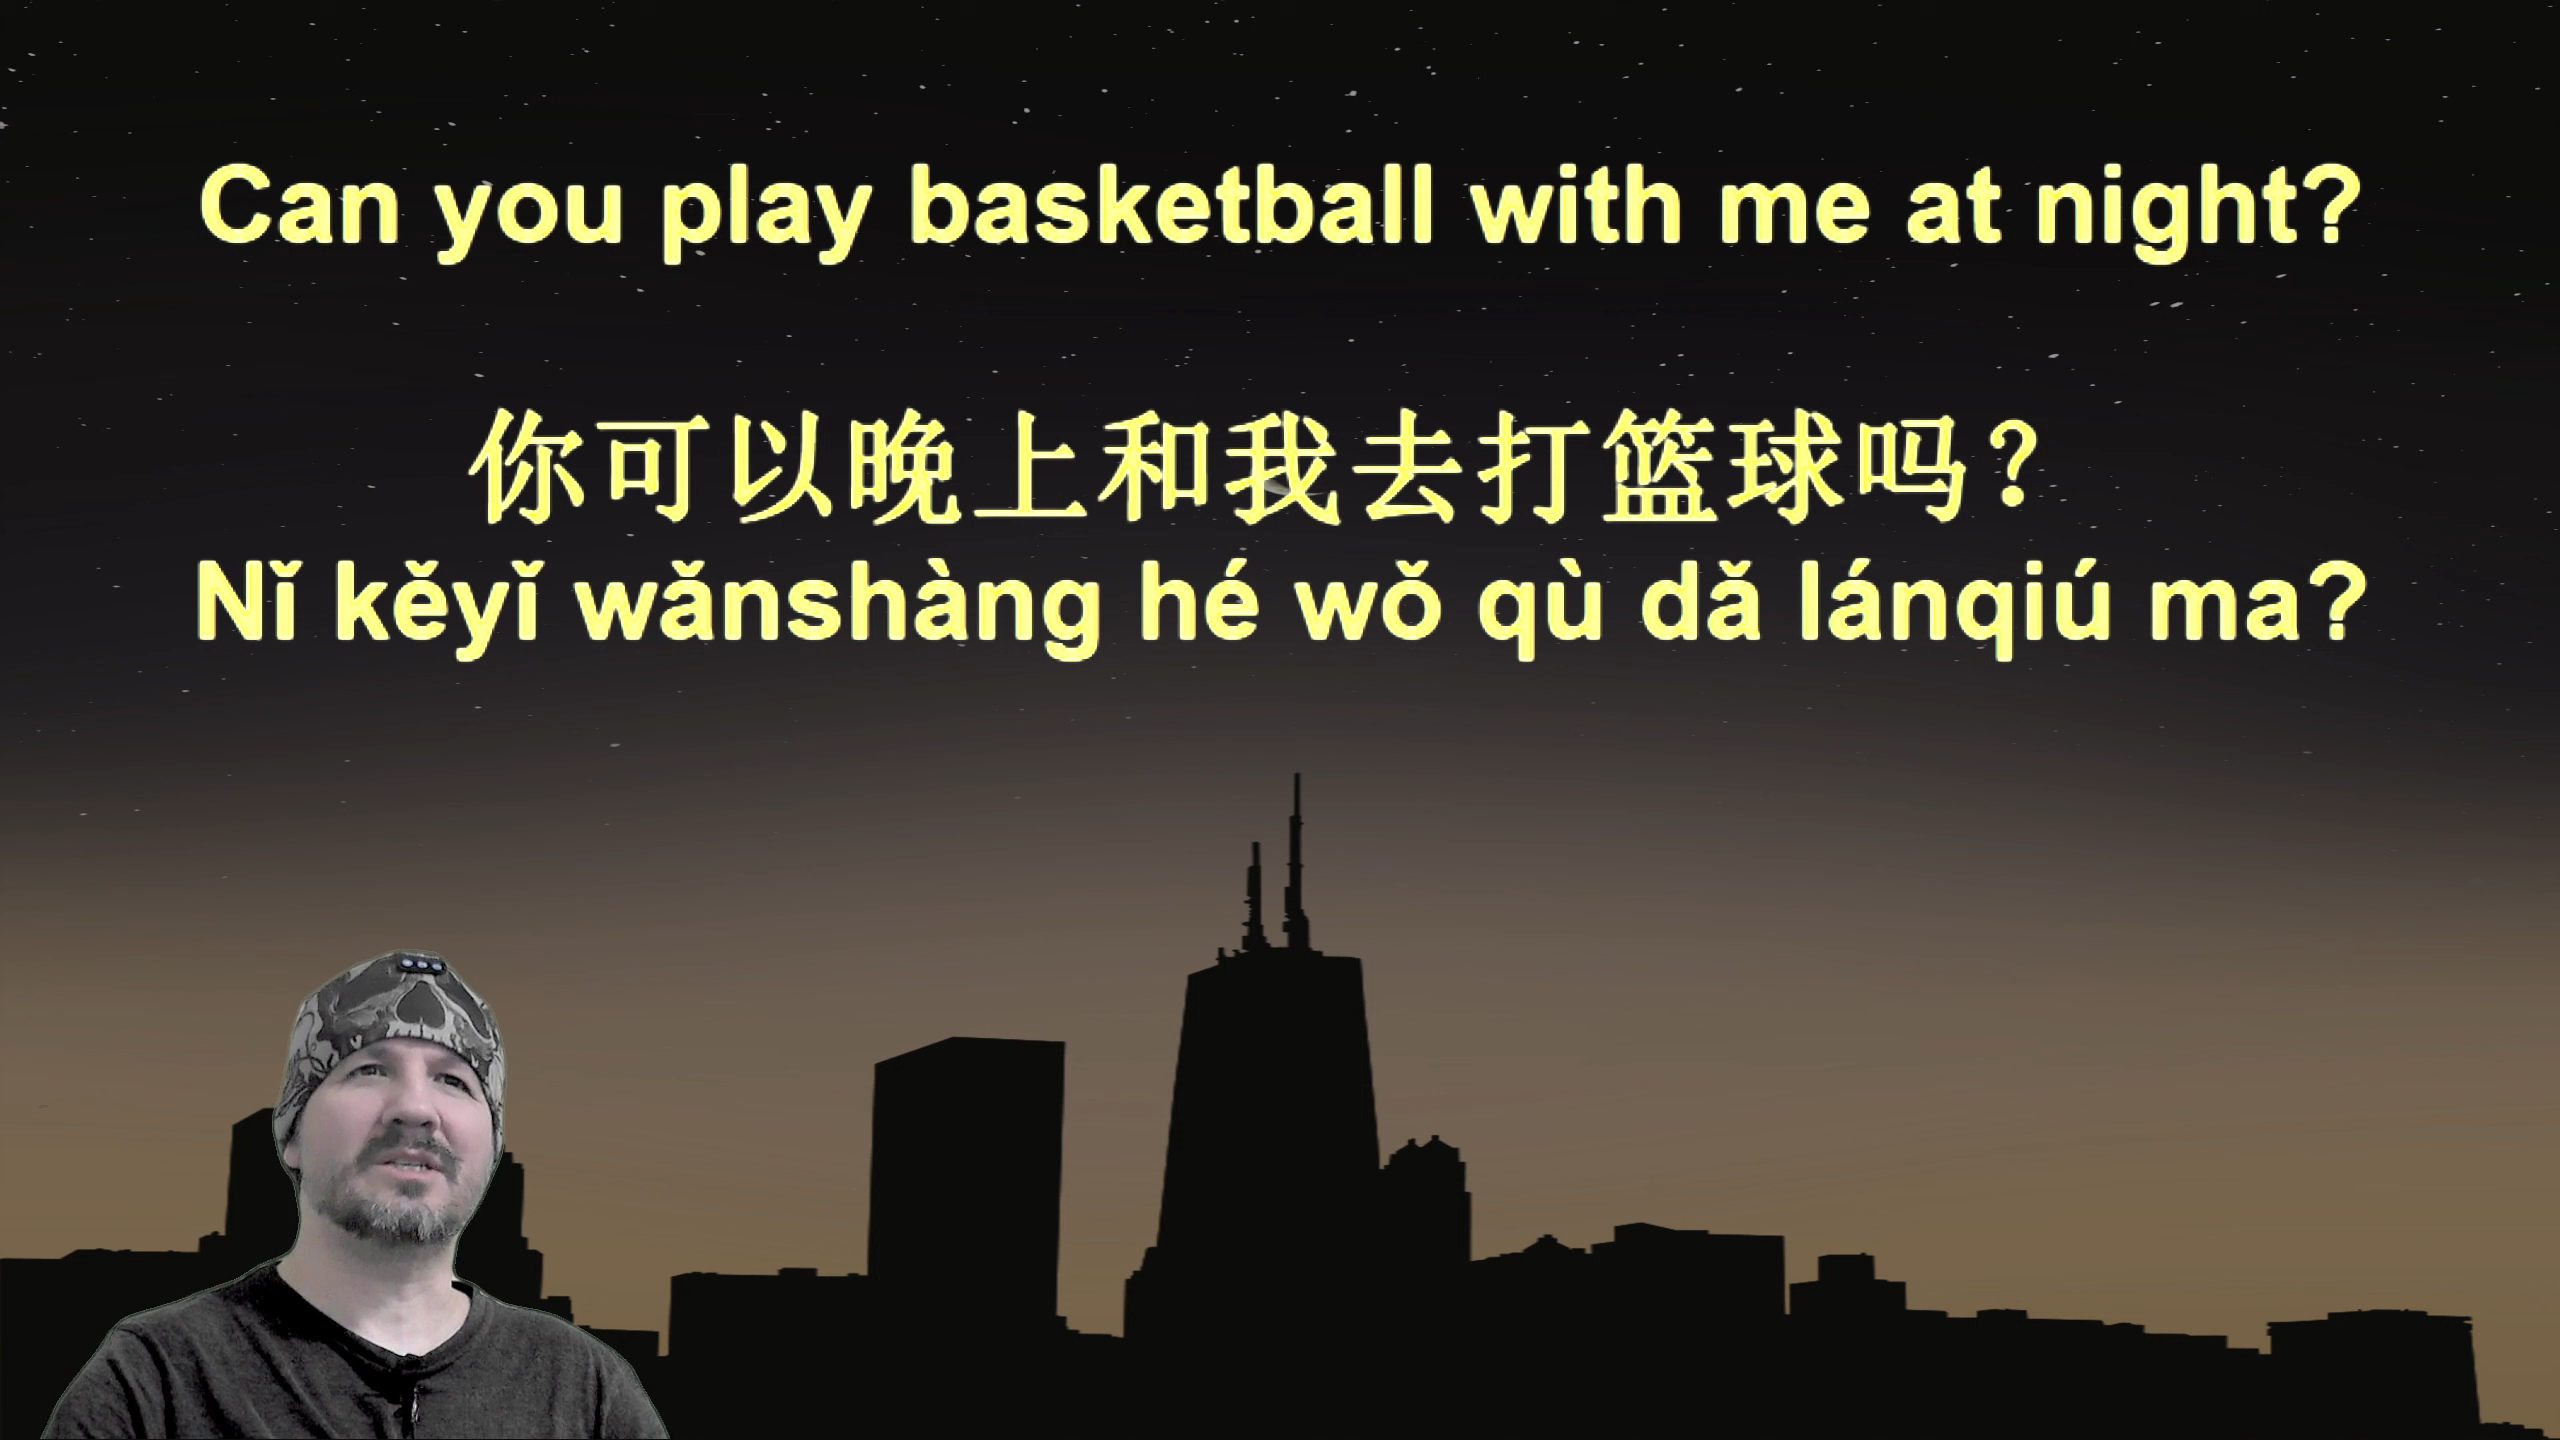 Can you play basketball with me at night?
你可以晚上和我去打篮球吗？
Nǐ kěyǐ wǎnshàng hé wǒ qù dǎ lánqiú ma?